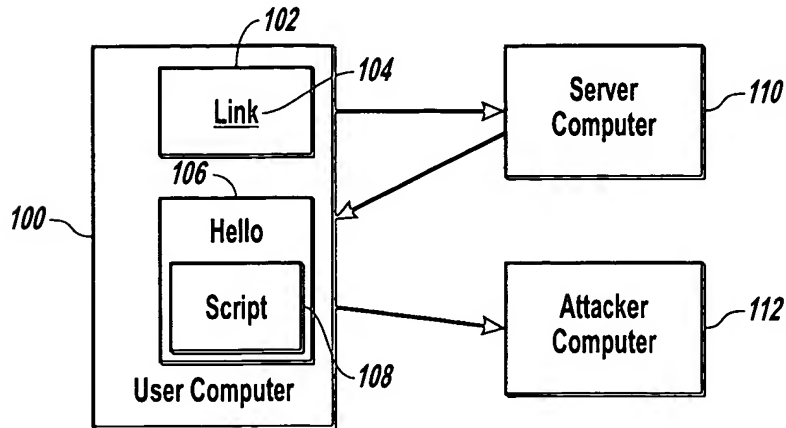 102
104
Link
Server
Computer
110
106
100
Hello
Script
Attacker
Computer
112
108
User Computer